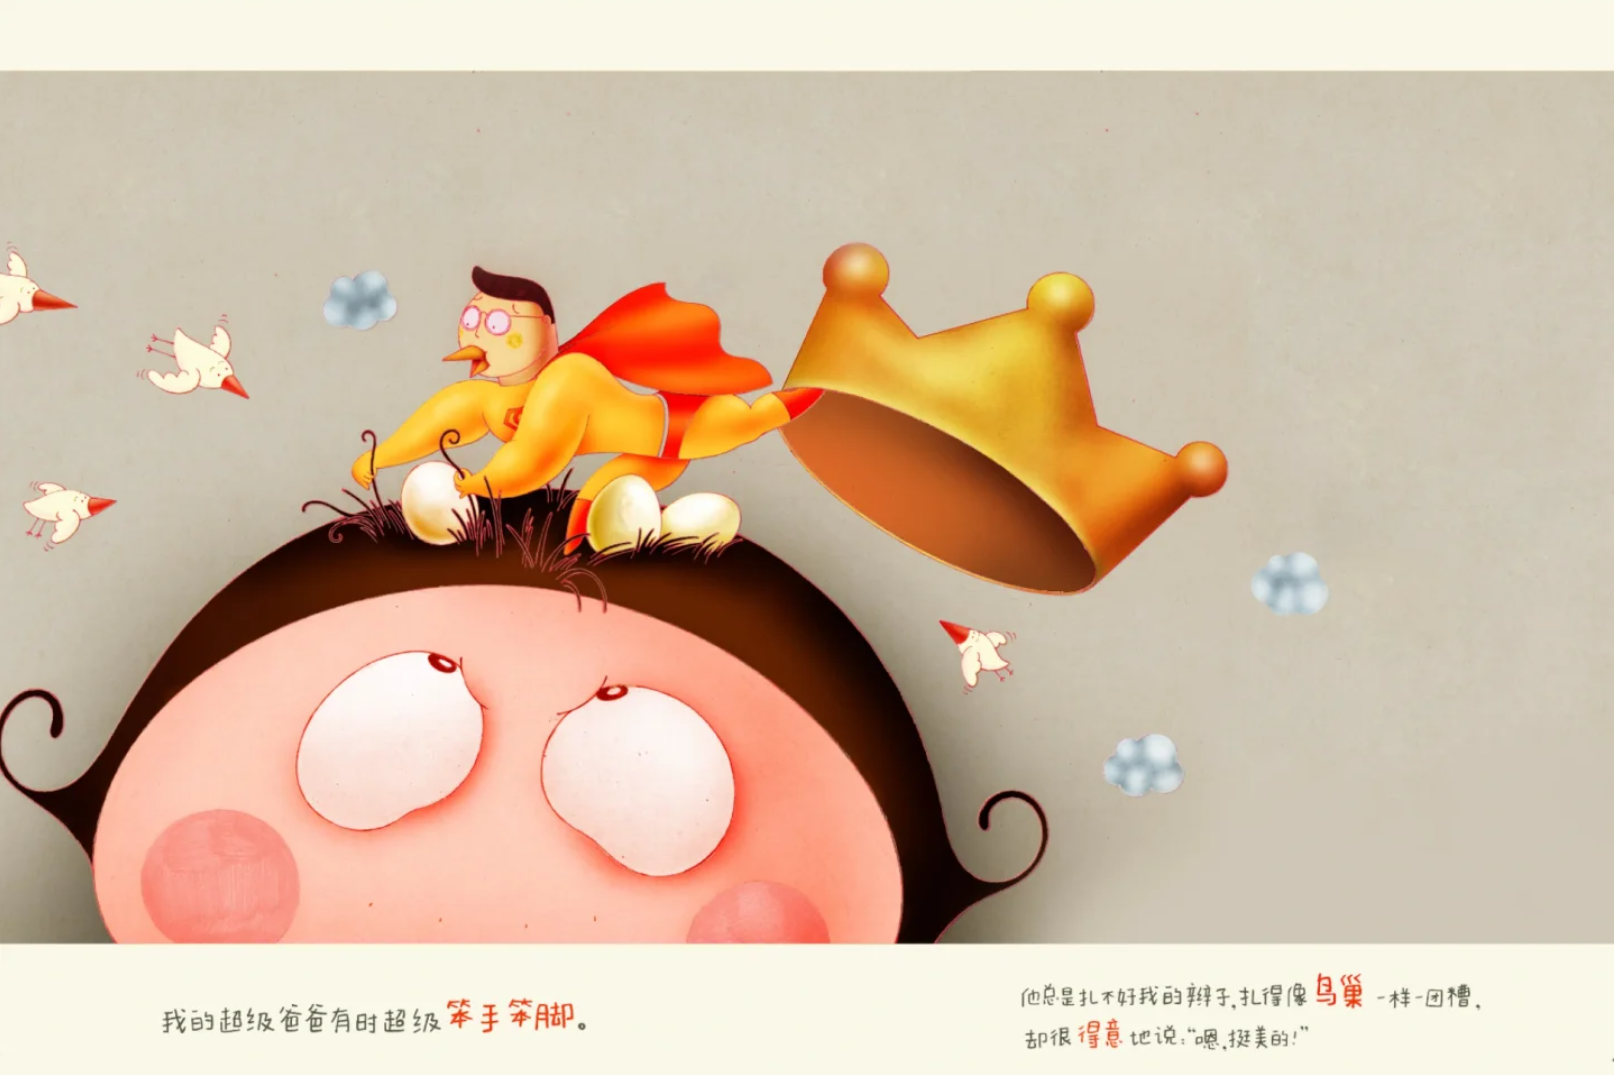 我的超级爸爸有时超级笨手笨脚。
他总是扎不好我的辫子,扎得像鸟巢一样一团糟,
却很得意地说:“嗯,挺美的!”